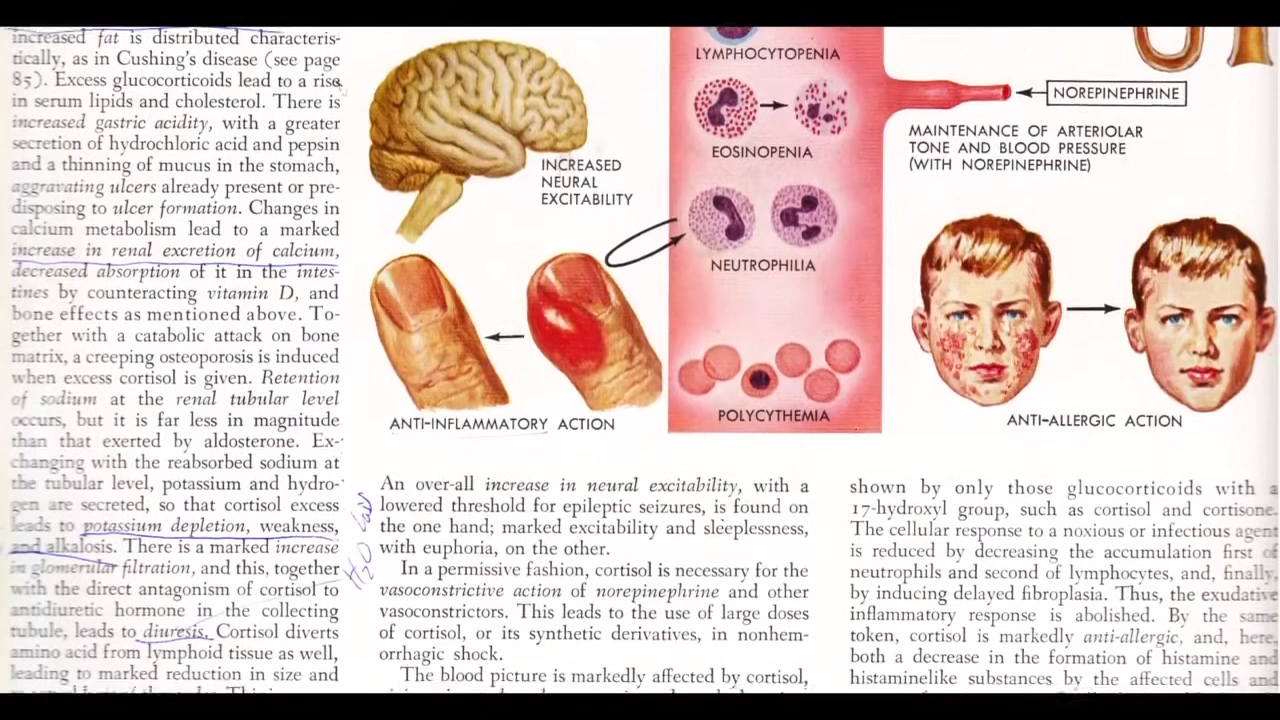 increased fat is distributed characteris-
tically, as in Cushing's disease (see page
85). Excess glucocorticoids lead to a rise
in serum lipids and cholesterol. There is
increased gastric acidity, with a greater
secretion of hydrochloric acid and pepsin
and a thinning of mucus in the stomach,
aggravating ulcers already present or pre-
disposing to ulcer formation. Changes in
calcium metabolism lead to a marked
increase in renal excretion of calcium,
decreased absorption of it in the intes-
tines by counteracting vitamin D, and
bone effects as mentioned above. To-
gether with a catabolic attack on bone
matrix, a creeping osteoporosis is induced
when excess cortisol is given. Retention
of sodium at the renal tubular level
occurs, but it is far less in magnitude
than that exerted by aldosterone. Ex-
changing with the reabsorbed sodium at
the tubular level, potassium and hydro-
gen are secreted, so that cortisol excess
leads to potassium depletion, weakness,
and alkalosis. There is a marked increase
in glomerular filtration, and this, together
with the direct antagonism of cortisol to
antidiuretic hormone in the collecting
tubule, leads to diuresis. Cortisol diverts
amino acid from lymphoid tissue as well,
leading to marked reduction in size and
H2O
INCREASED
NEURAL
EXCITABILITY
ANTI-INFLAMMATORY ACTION
LYMPHOCYTOPENIA
EOSINOPENIA
NEUTROPHILIA
POLYCYTHEMIA
NOREPINEPHRINE
MAINTENANCE OF ARTERIOLAR
TONE AND BLOOD PRESSURE
(WITH NOREPINEPHRINE)
ANTI-ALLERGIC ACTION
An over-all increase in neural excitability, with a
lowered threshold for epileptic seizures, is found on
the one hand; marked excitability and sleeplessness,
with euphoria, on the other.
In a permissive fashion, cortisol is necessary for the
vasoconstrictive action of norepinephrine and other
vasoconstrictors. This leads to the use of large doses
of cortisol, or its synthetic derivatives, in nonhem-
orrhagic shock.
The blood picture is markedly affected by cortisol,
shown by only those glucocorticoids with a
17-hydroxyl group, such as cortisol and cortisone.
The cellular response to a noxious or infectious agent
is reduced by decreasing the accumulation first of
neutrophils and second of lymphocytes, and, finally,
by inducing delayed fibroplasia. Thus, the exudative
inflammatory response is abolished. By the same
token, cortisol is markedly anti-allergic, and, here,
both a decrease in the formation of histamine and
histaminelike substances by the affected cells and